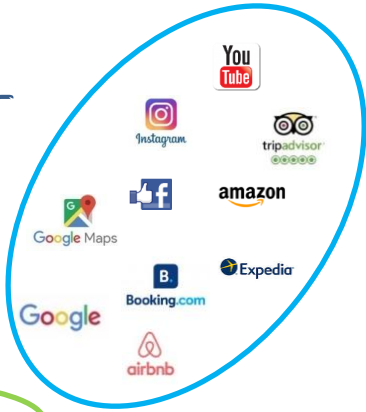 You
Tube
Instagram
tripadvisor
f
amazon
G
Google Maps
B.
Booking.com
Expedia
Google
airbnb